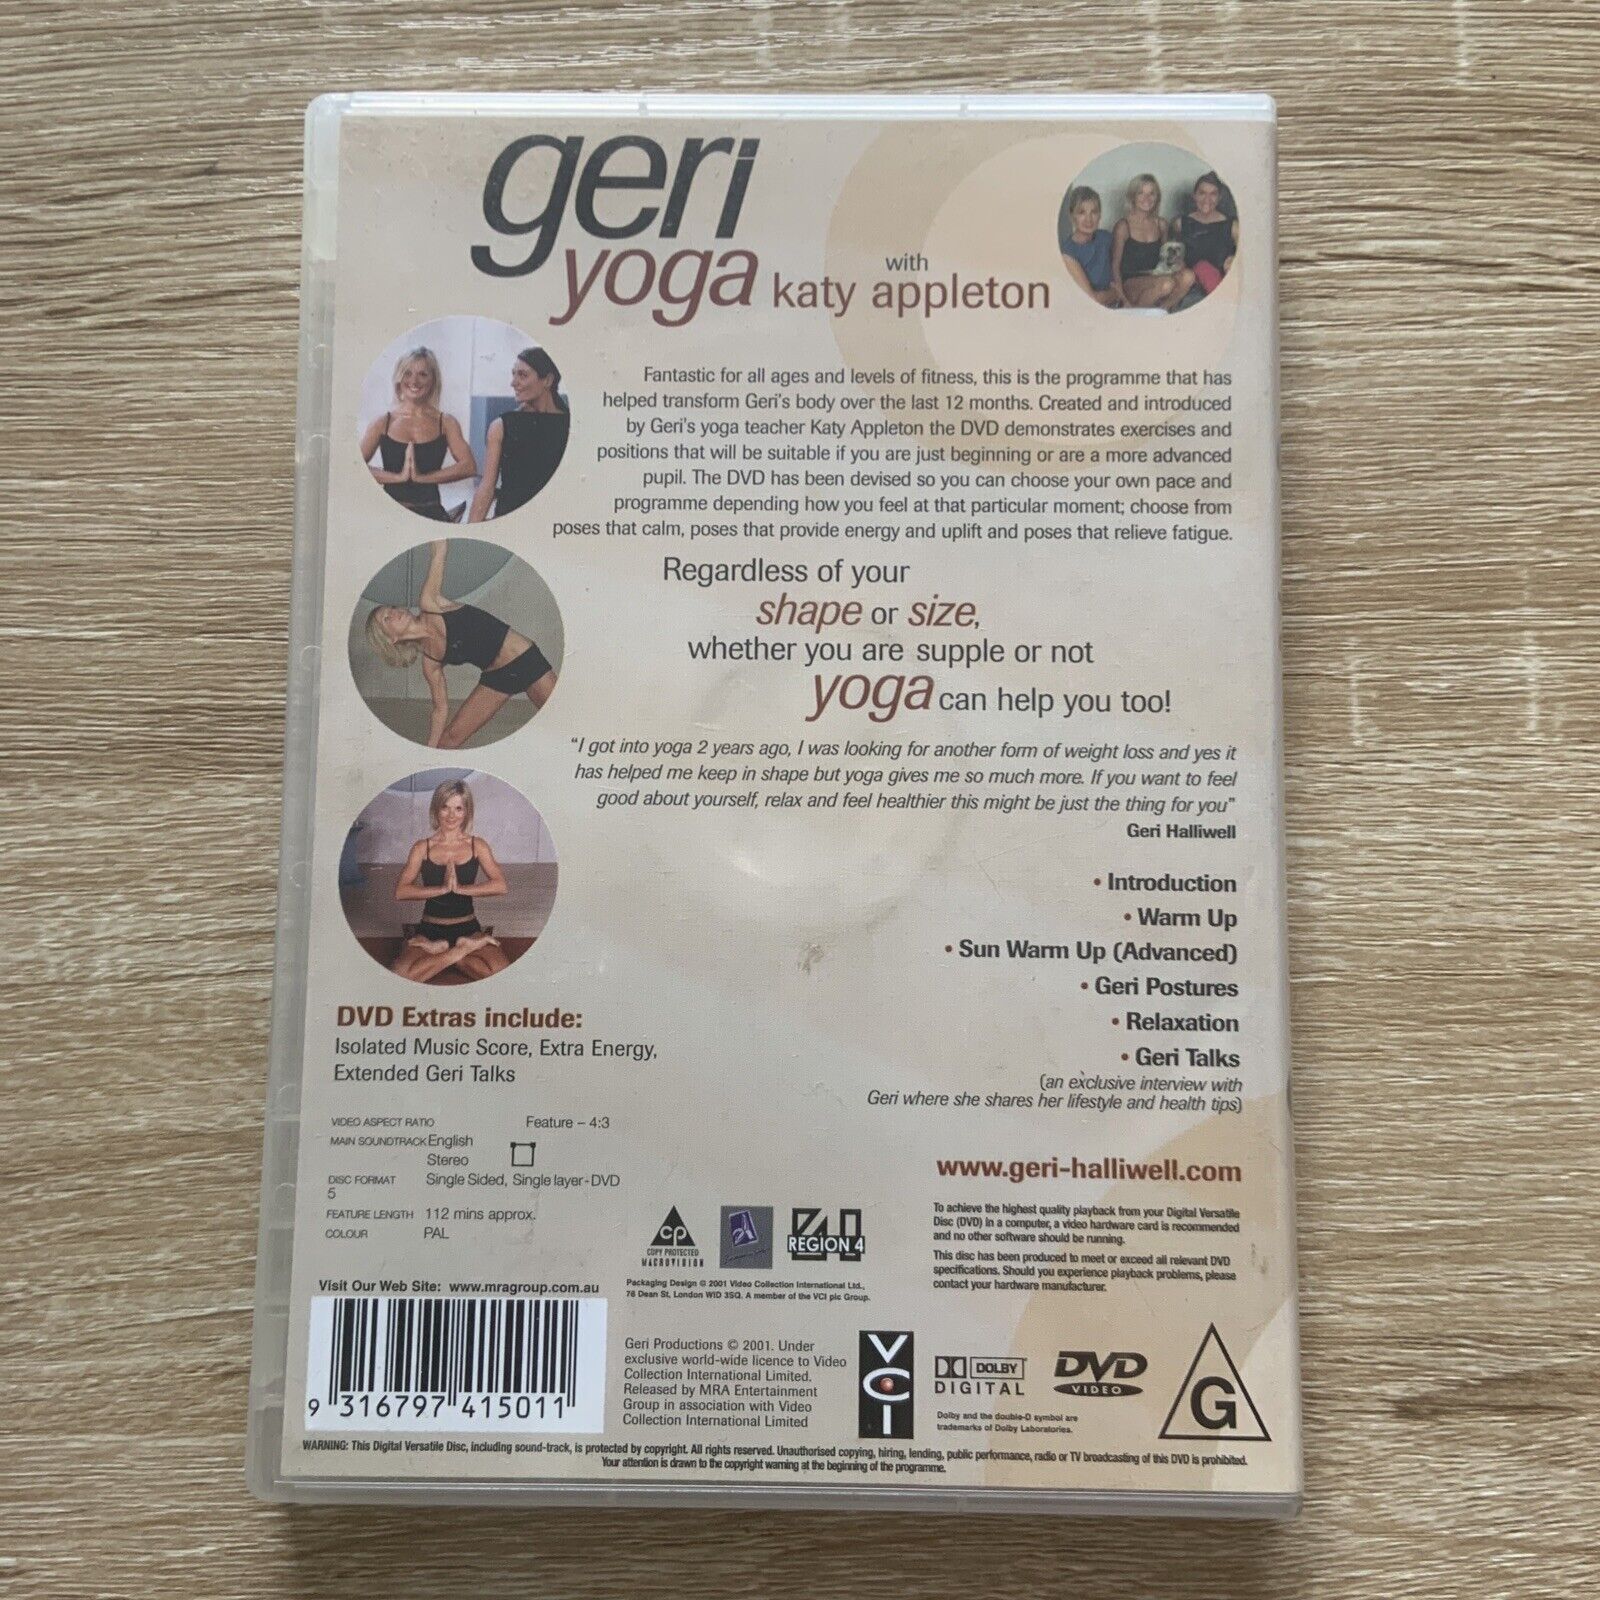 geri
yoga with
katy appleton
Fantastic for all ages and levels of fitness, this is the programme that has
helped transform Geri's body over the last 12 months. Created and introduced
by Geri's yoga teacher Katy Appleton the DVD demonstrates exercises and
positions that will be suitable if you are just beginning or are a more advanced
pupil. The DVD has been devised so you can choose your own pace and
programme depending how you feel at that particular moment; choose from
poses that calm, poses that provide energy and uplift and poses that relieve fatigue.
Regardless of your
shape or size,
whether you are supple or not
yoga can help you too!
"I got into yoga 2 years ago, I was looking for another form of weight loss and yes it
has helped me keep in shape but yoga gives me so much more. If you want to feel
good about yourself, relax and feel healthier this might be just the thing for you"
Geri Halliwell
• Introduction
• Warm Up
• Sun Warm Up (Advanced)
• Geri Postures
• Relaxation
• Geri Talks
(an exclusive interview with
Geri where she shares her lifestyle and health tips)
DVD Extras include:
Isolated Music Score, Extra Energy,
Extended Geri Talks
VIDEO ASPECT RATIO Feature – 4:3
MAIN SOUNDTRACK English
Stereo
DISC FORMAT Single Sided, Single layer-DVD
5
FEATURE LENGTH 112 mins approx.
COLOUR PAL
www.geri-halliwell.com
To achieve the highest quality playback from your Digital Versatile
Disc (DVD) in a computer, a video hardware card is recommended
and no other software should be running.
This disc has been produced to meet or exceed all relevant DVD
specifications. Should you experience playback problems, please
contact your hardware manufacturer.
cp
COPY PROTECTED
MACROVISION
4
REGION 4
Visit Our Web Site: www.mragroup.com.au
Packaging Design © 2001 Video Collection International Ltd.,
76 Dean St, London W1D 3SQ. A member of the VCI plc Group.
9 316797 415011
Geri Productions © 2001. Under
exclusive world-wide licence to Video
Collection International Limited.
Released by MRA Entertainment
Group in association with Video
Collection International Limited
VCI
DOLBY
DIGITAL
Dolby and the double-D symbol are
trademarks of Dolby Laboratories.
DVD
VIDEO
G
WARNING: This Digital Versatile Disc, including sound-track, is protected by copyright. All rights reserved. Unauthorised copying, hiring, lending, public performance, radio or TV broadcasting of this DVD is prohibited.
Your attention is drawn to the copyright warning at the beginning of the programme.